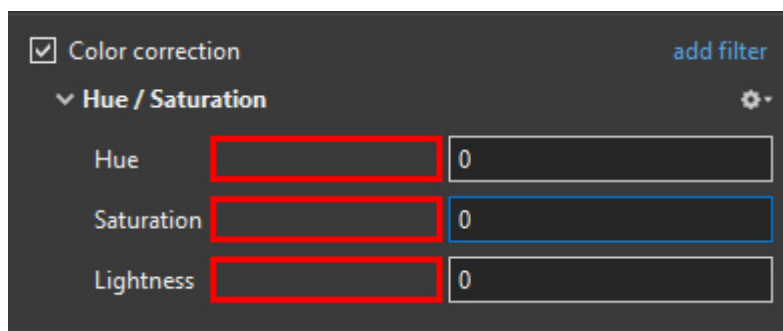 Color correction add filter
Hue / Saturation
Hue 0
Saturation 0
Lightness 0